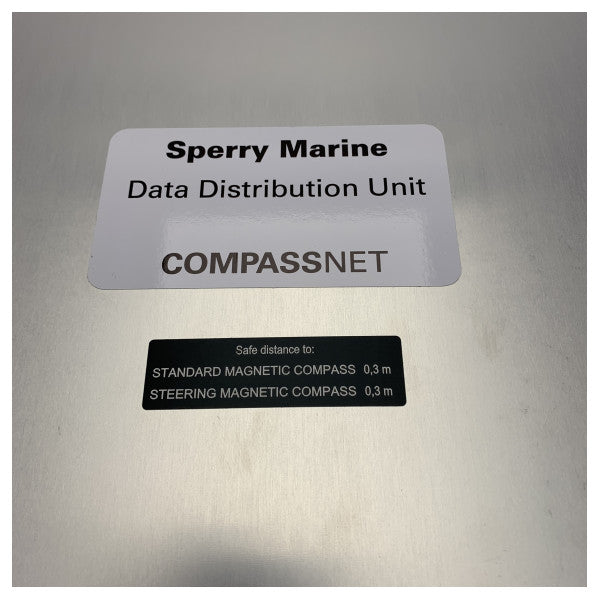 Sperry Marine
Data Distribution Unit
COMPASSNET
Safe distance to:
STANDARD MAGNETIC COMPASS 0,3 m
STEERING MAGNETIC COMPASS 0,3 m